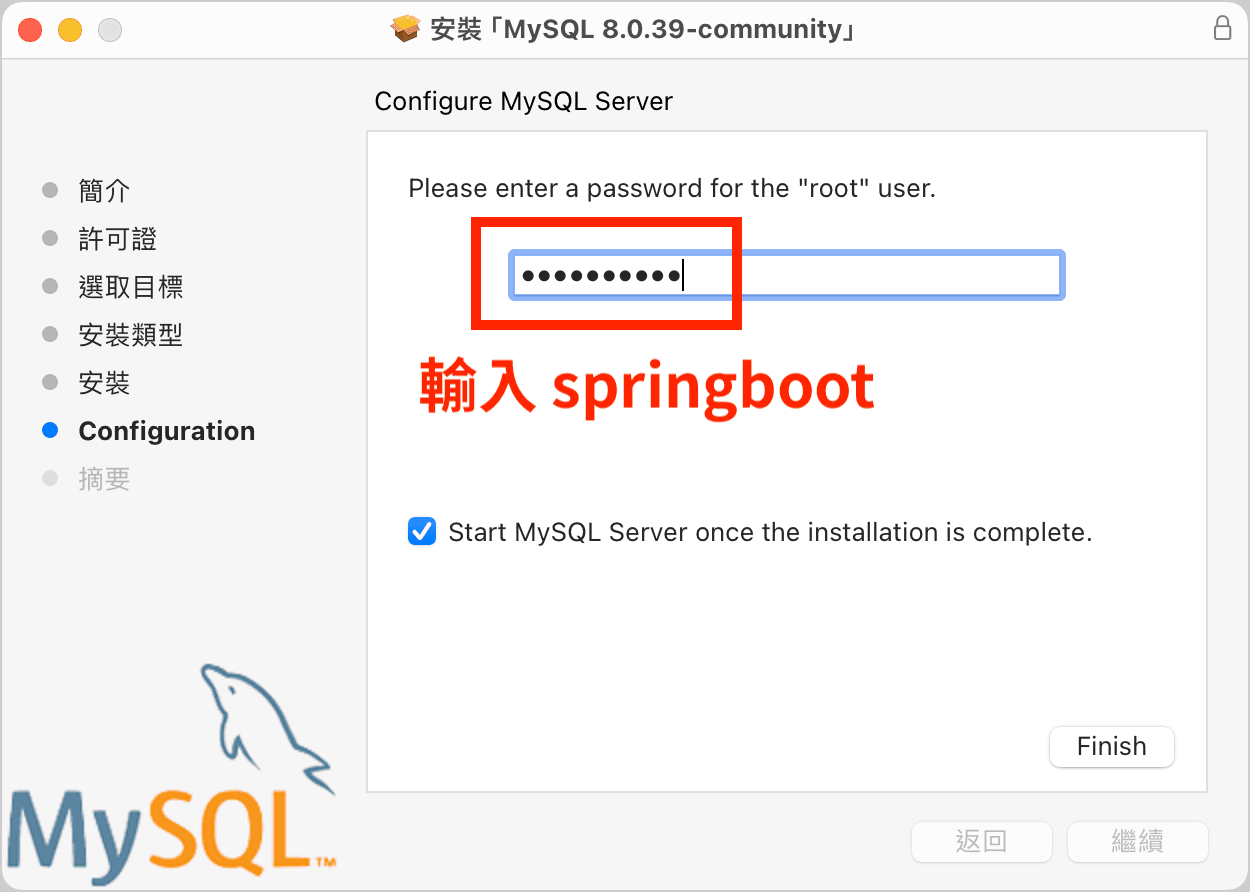 安裝「MySQL 8.0.39-community」
Configure MySQL Server
簡介
許可證
選取目標
安裝類型
安裝
Configuration
摘要
Please enter a password for the "root" user.
••••••••••
輸入 springboot
Start MySQL Server once the installation is complete.
Finish
MySQL™
返回
繼續